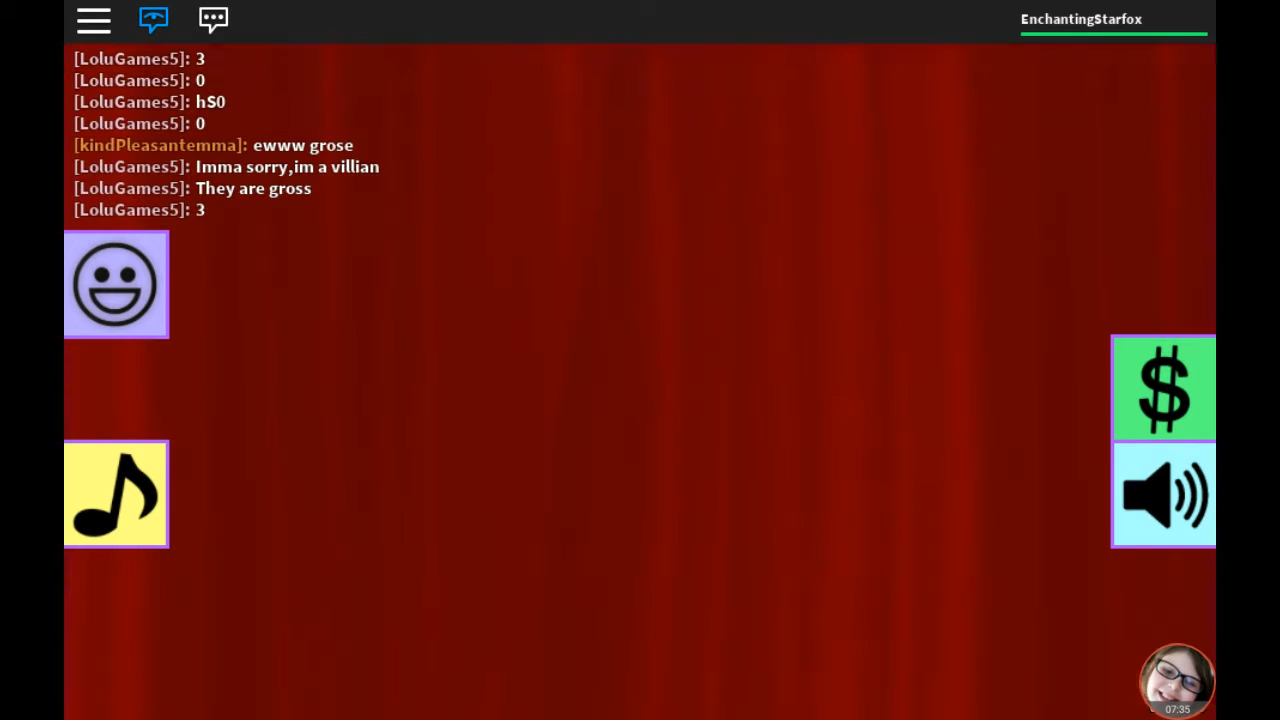 EnchantingStarfox
[LoluGames5]: 3
[LoluGames5]: 0
[LoluGames5]: hS0
[LoluGames5]: 0
[kindPleasantemma]: ewww grose
[LoluGames5]: Imma sorry,im a villian
[LoluGames5]: They are gross
[LoluGames5]: 3
$
07:35